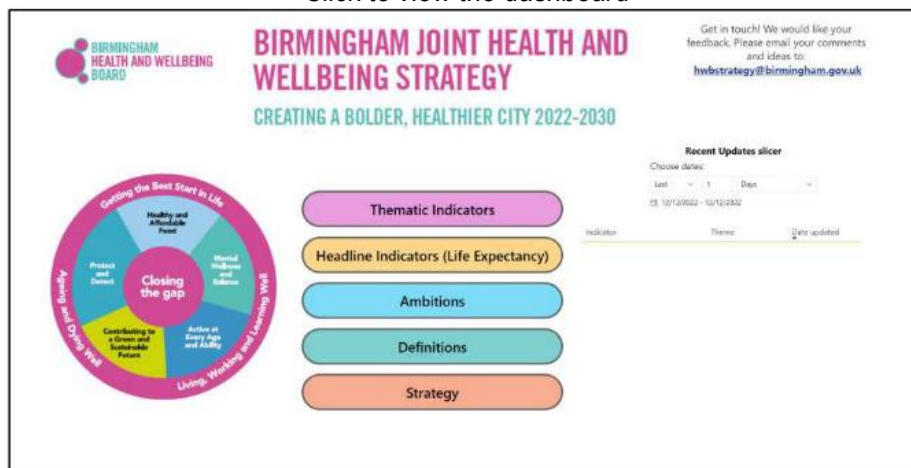 Click to view the dashboard
BIRMINGHAM
HEALTH AND WELLBEING
BOARD
BIRMINGHAM JOINT HEALTH AND
WELLBEING STRATEGY
CREATING A BOLDER, HEALTHIER CITY 2022-2030
Get in touch! We would like your
feedback. Please email your comments
and ideas to:
hwbstrategy@birmingham.gov.uk
Recent Updates slicer
Choose dates:
Last 1 Days
12/12/2022 - 12/12/2022
Indicator Theme Date updated
Getting the Best Start in Life
Healthy and
Affordable
Food
Mental
Wellness
and
Balance
Active at
Every Age
and Ability
Contributing to
a Green and
Sustainable
Future
Protect
and
Detect
Closing
the gap
Living, Working and Learning Well
Ageing and Dying Well
Thematic Indicators
Headline Indicators (Life Expectancy)
Ambitions
Definitions
Strategy